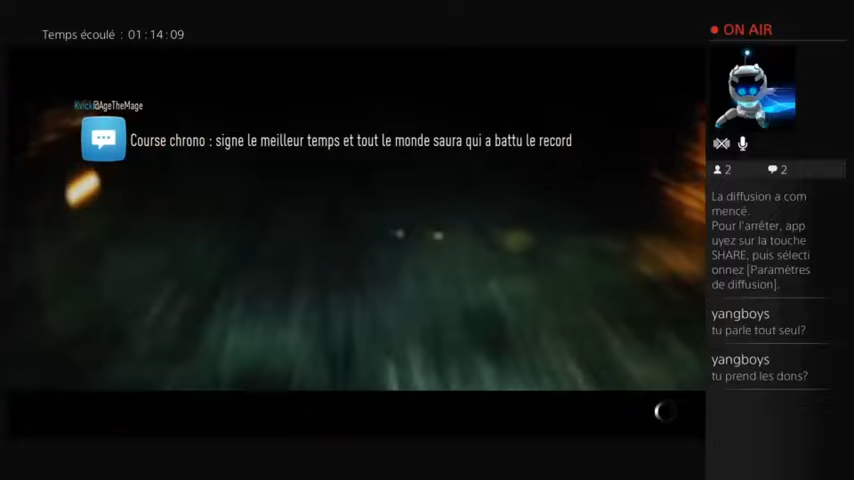 Temps écoulé : 01:14:09
ON AIR
@AgeTheMage
Course chrono : signe le meilleur temps et tout le monde saura qui a battu le record
2 2
La diffusion a com
mencé.
Pour l'arrêter, app
uyez sur la touche
SHARE, puis sélecti
onnez [Paramètres
de diffusion].
yangboys
tu parle tout seul?
yangboys
tu prend les dons?